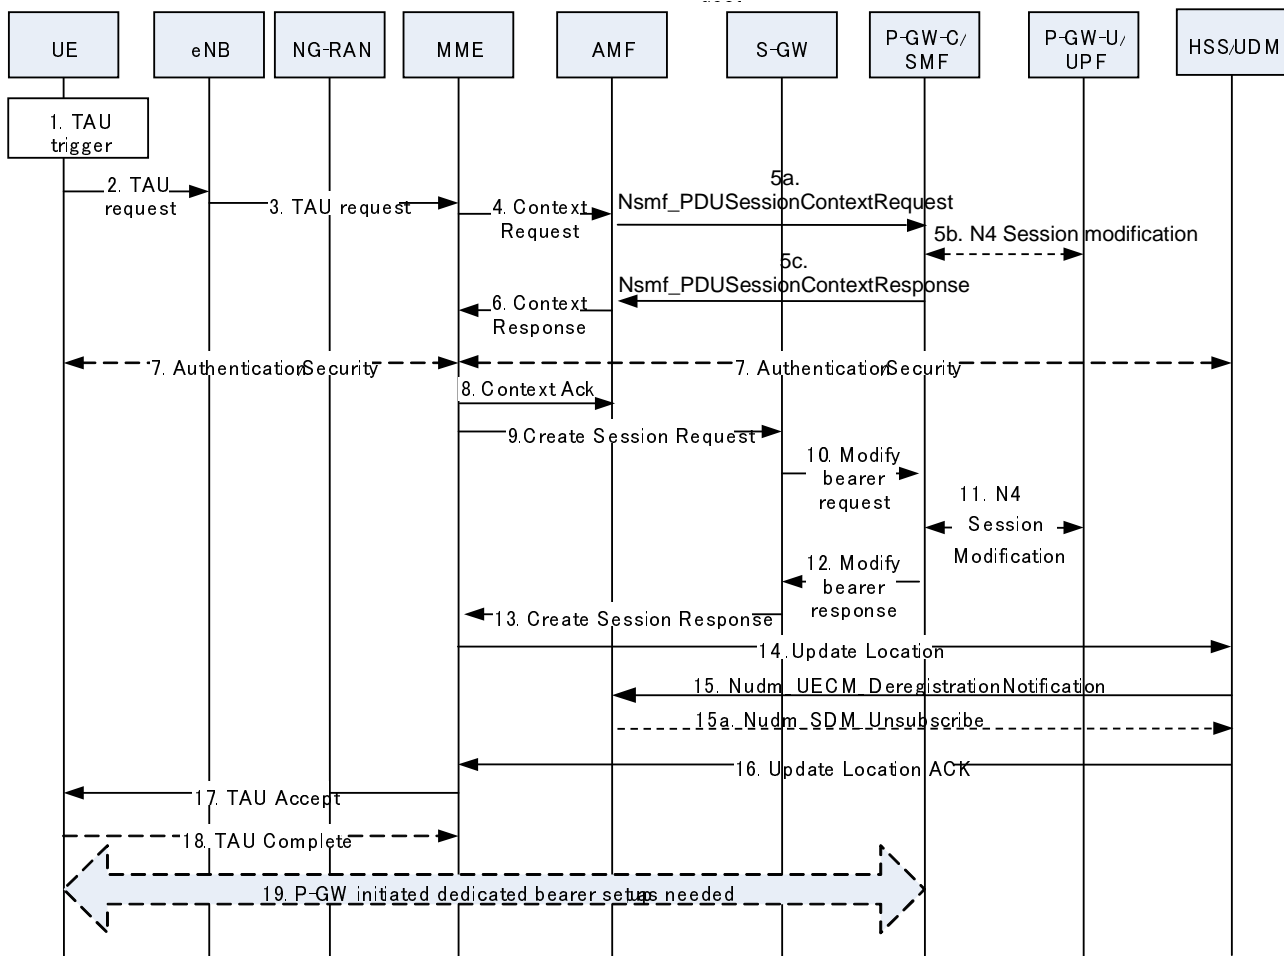 UE
eNB
NG-RAN
MME
AMF
S-GW
P-GW-C/
SMF
P-GW-U/
UPF
HSS/UDM
1. TAU
trigger
2. TAU
request
3. TAU request
4. Context
Request
5a.
Nsmf_PDUSessionContextRequest
5b. N4 Session modification
5c.
Nsmf_PDUSessionContextResponse
6. Context
Response
7. Authentication/Security
7. Authentication/Security
8. Context Ack
9.Create Session Request
10. Modify
bearer
request
11. N4
Session
Modification
12. Modify
bearer
response
13. Create Session Response
14.Update Location
15. Nudm_UECM_DeregistrationNotification
15a. Nudm_SDM_Unsubscribe
16. Update Location ACK
17. TAU Accept
18. TAU Complete
19. P-GW initiated dedicated bearer setup as needed